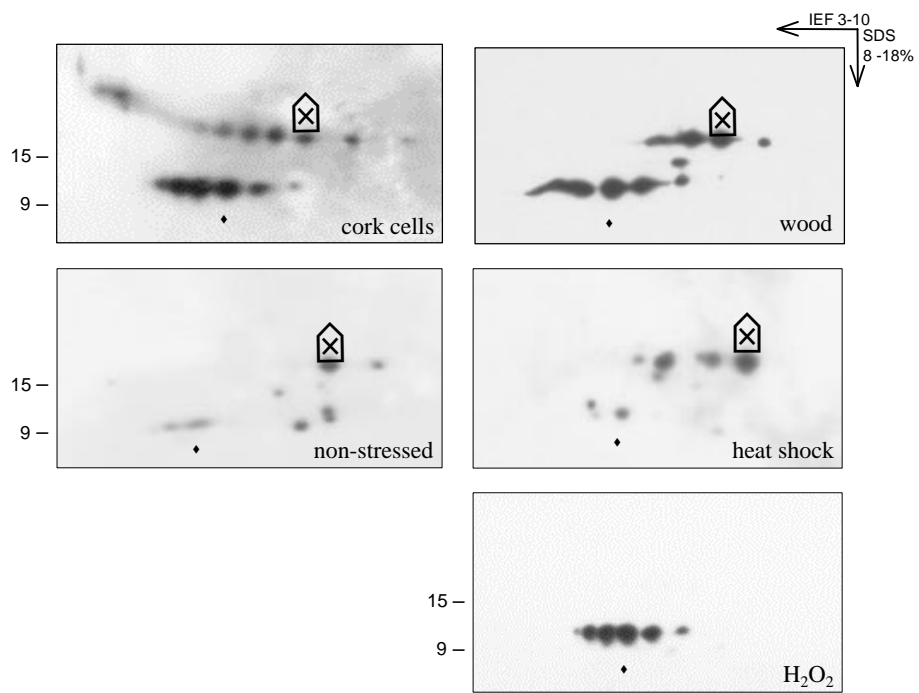 IEF 3-10
SDS
8 -18%
15 –
9 –
cork cells
wood
15 –
9 –
non-stressed
heat shock
15 –
9 –
H₂O₂